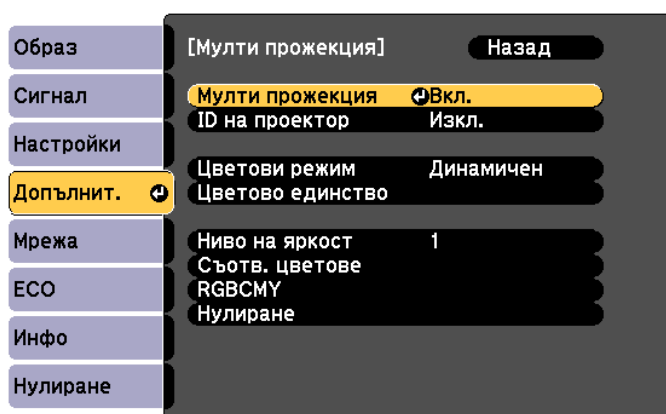 Образ
Сигнал
Настройки
Допълнит.
Мрежа
ECO
Инфо
Нулиране
[Мулти прожекция] Назад
Мулти прожекция Вкл.
ID на проектор Изкл.
Цветови режим Динамичен
Цветово единство
Ниво на яркост 1
Съотв. цветове
RGBCMY
Нулиране